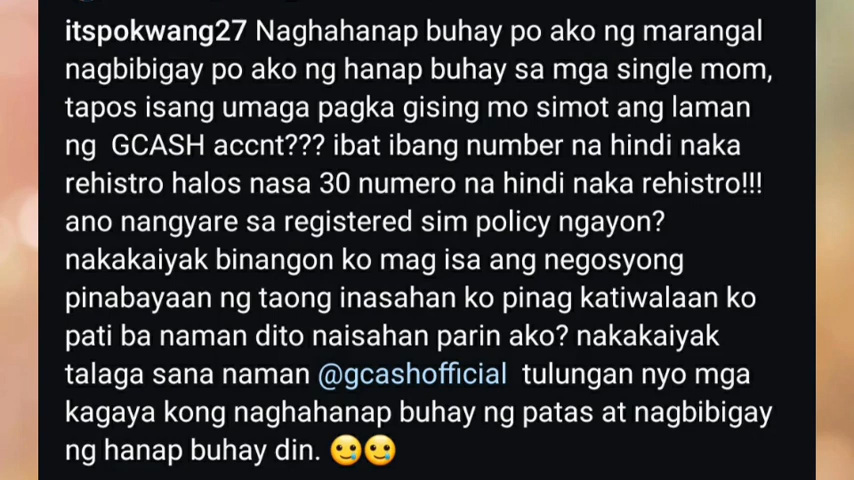 itspokwang27 Naghahanap buhay po ako ng marangal
nagbibigay po ako ng hanap buhay sa mga single mom,
tapos isang umaga pagka gising mo simot ang laman
ng GCASH accnt??? ibat ibang number na hindi naka
rehistro halos nasa 30 numero na hindi naka rehistro!!!
ano nangyare sa registered sim policy ngayon?
nakakaiyak binangon ko mag isa ang negosyong
pinabayaan ng taong inasahan ko pinag katiwalaan ko
pati ba naman dito naisahan parin ako? nakakaiyak
talaga sana naman @gcashofficial tulungan nyo mga
kagaya kong naghahanap buhay ng patas at nagbibigay
ng hanap buhay din. 🥲🥲